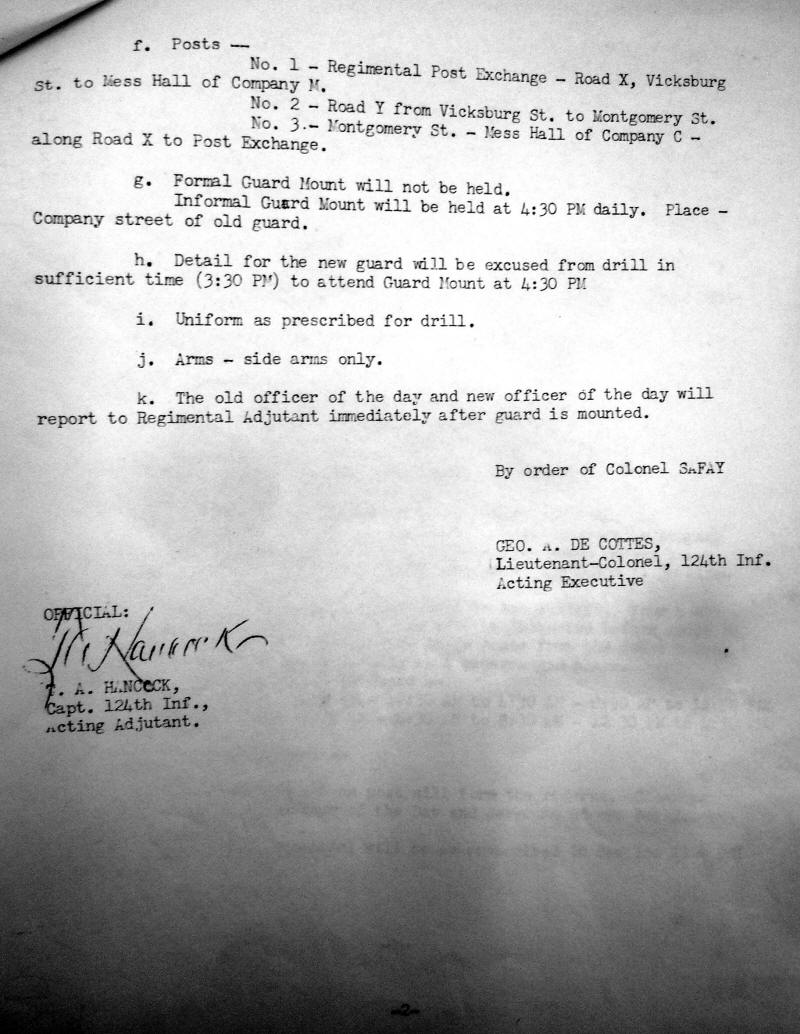 f. Posts --
No. 1 - Regimental Post Exchange - Road X, Vicksburg
St. to Mess Hall of Company M.
No. 2 - Road Y from Vicksburg St. to Montgomery St.
No. 3.- Montgomery St. - Mess Hall of Company C -
along Road X to Post Exchange.
g. Formal Guard Mount will not be held.
Informal Guard Mount will be held at 4:30 PM daily. Place -
Company street of old guard.
h. Detail for the new guard will be excused from drill in
sufficient time (3:30 PM) to attend Guard Mount at 4:30 PM
i. Uniform as prescribed for drill.
j. Arms - side arms only.
k. The old officer of the day and new officer of the day will
report to Regimental Adjutant immediately after guard is mounted.
By order of Colonel SAFAY
GEO. A. DE COTTES,
Lieutenant-Colonel, 124th Inf.
Acting Executive
OFFICIAL:
Hancock
A. HANCOCK,
Capt. 124th Inf.,
Acting Adjutant.
-2-